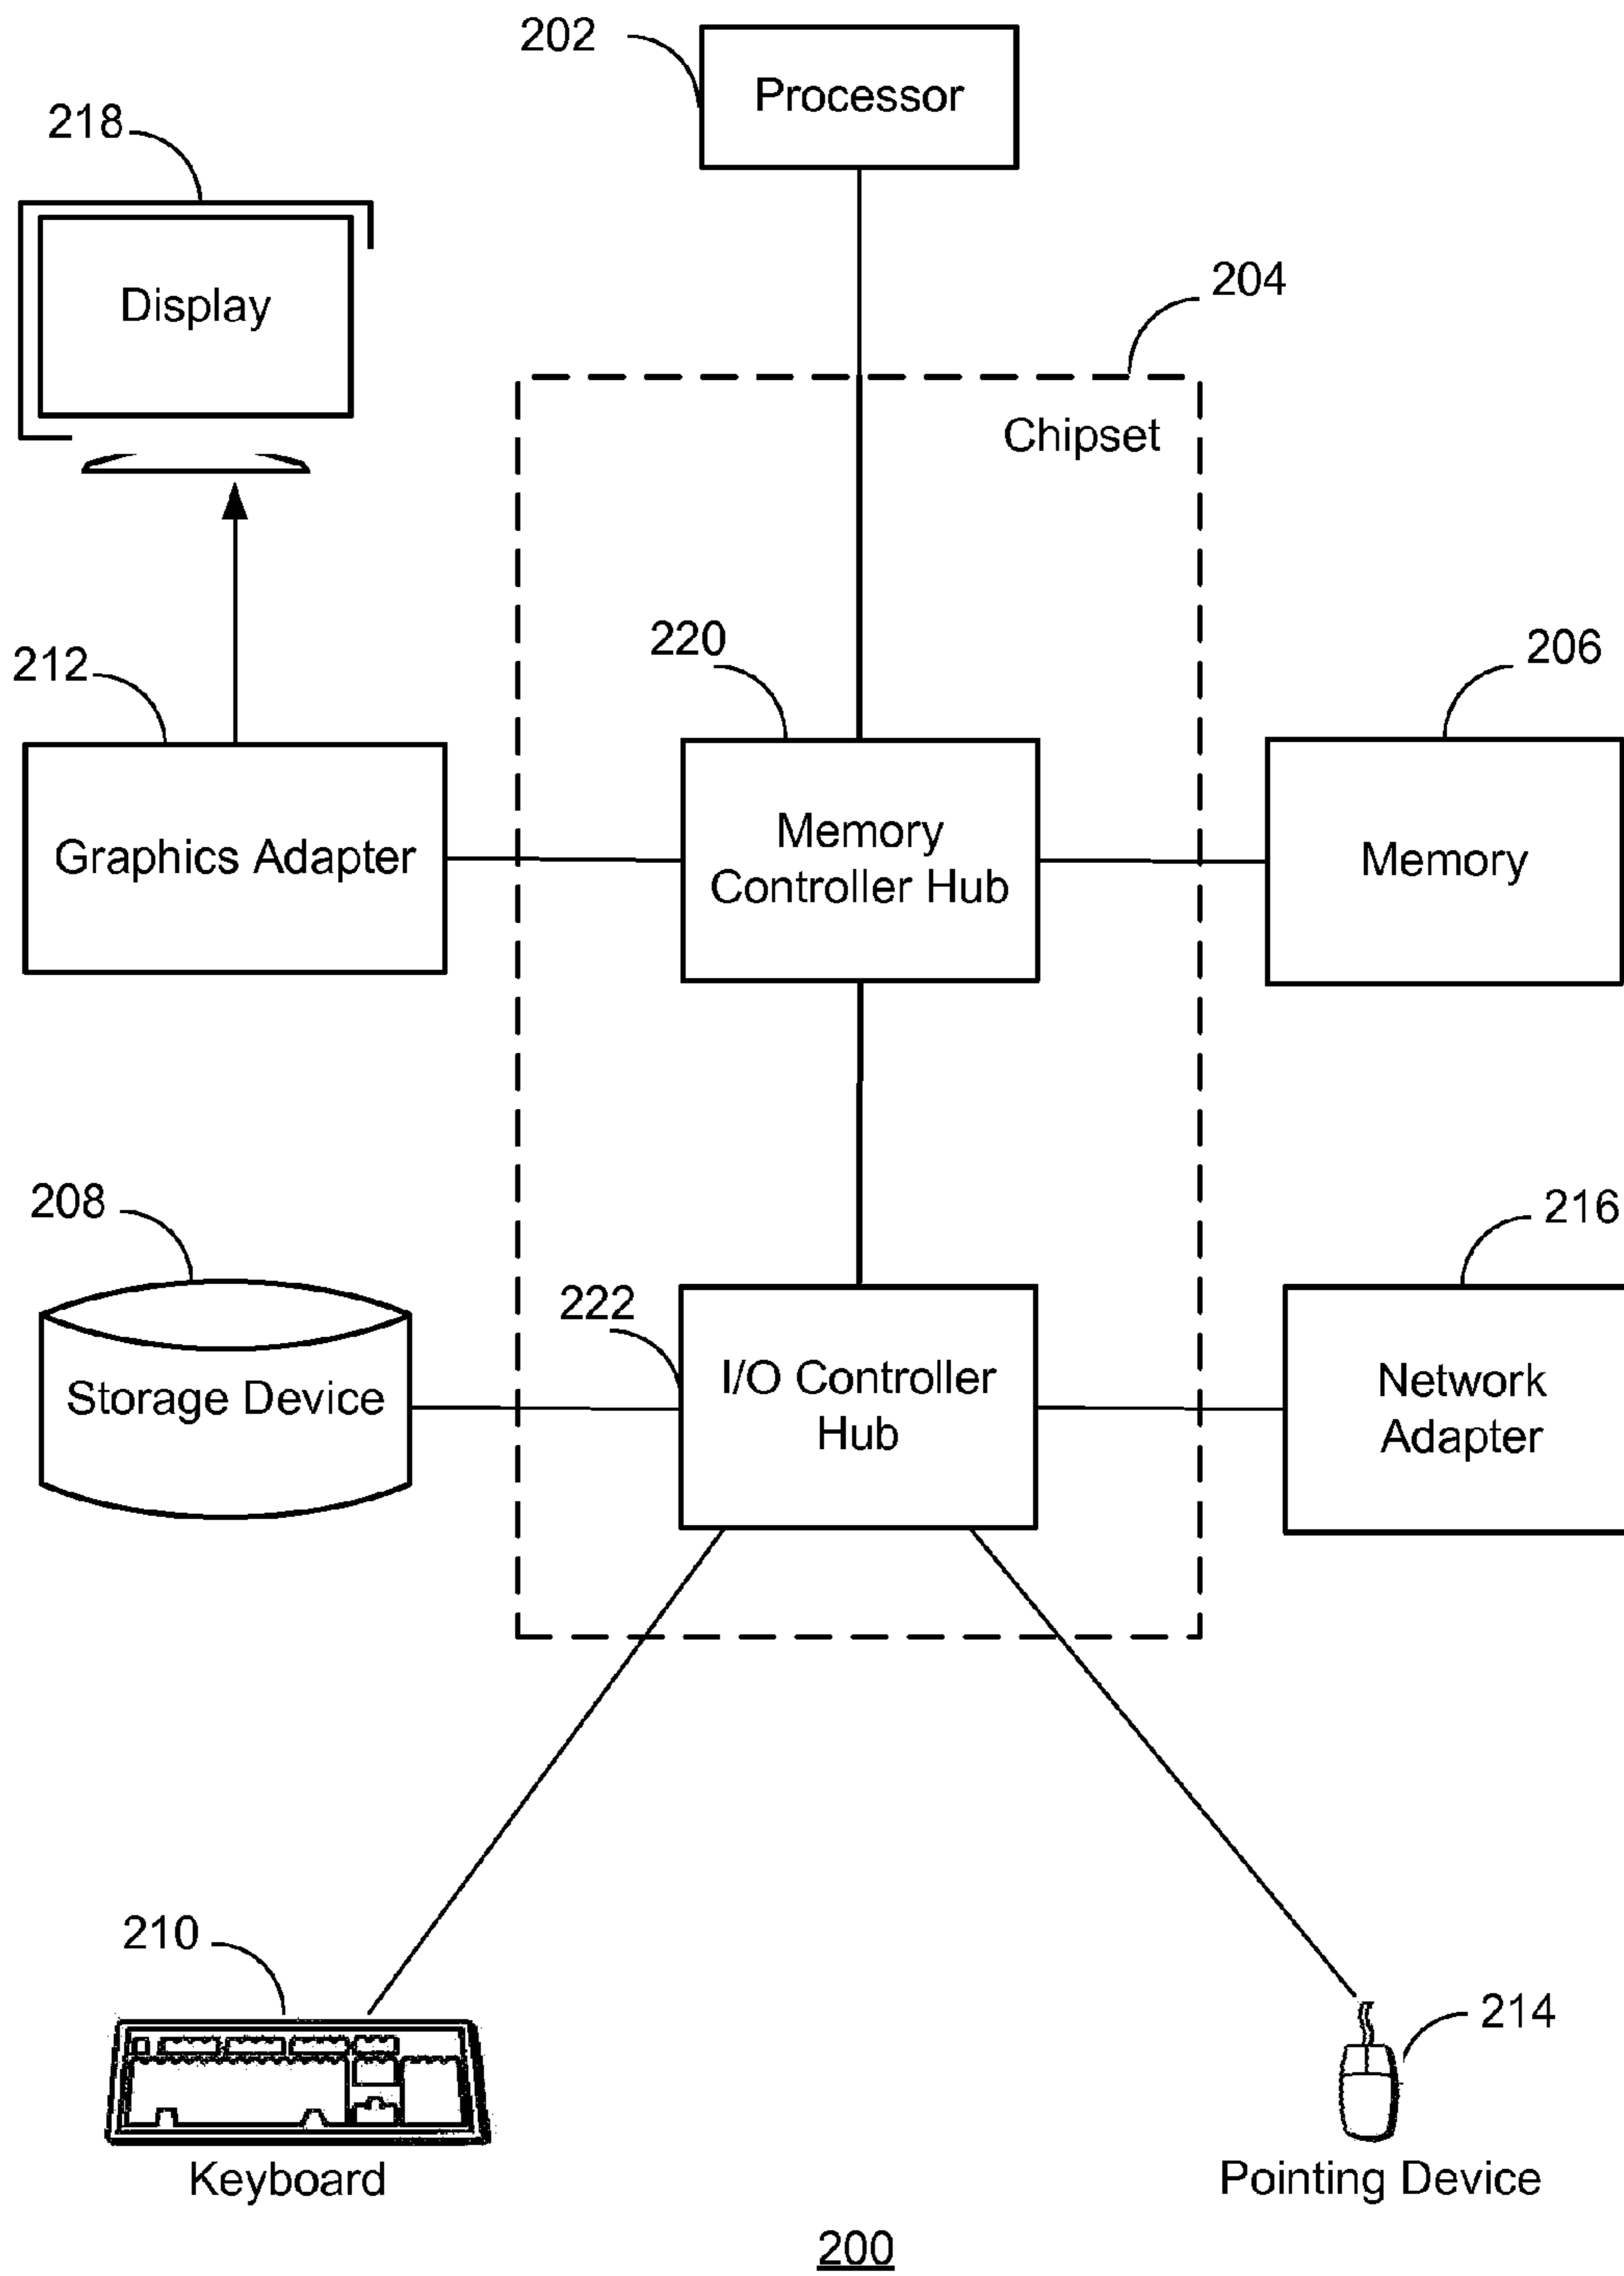 202
Processor
218
Display
204
Chipset
220
206
212
Memory
Controller Hub
Graphics Adapter
Memory
208
216
222
I/O Controller
Hub
Storage Device
Network
Adapter
210
214
Keyboard
Pointing Device
200